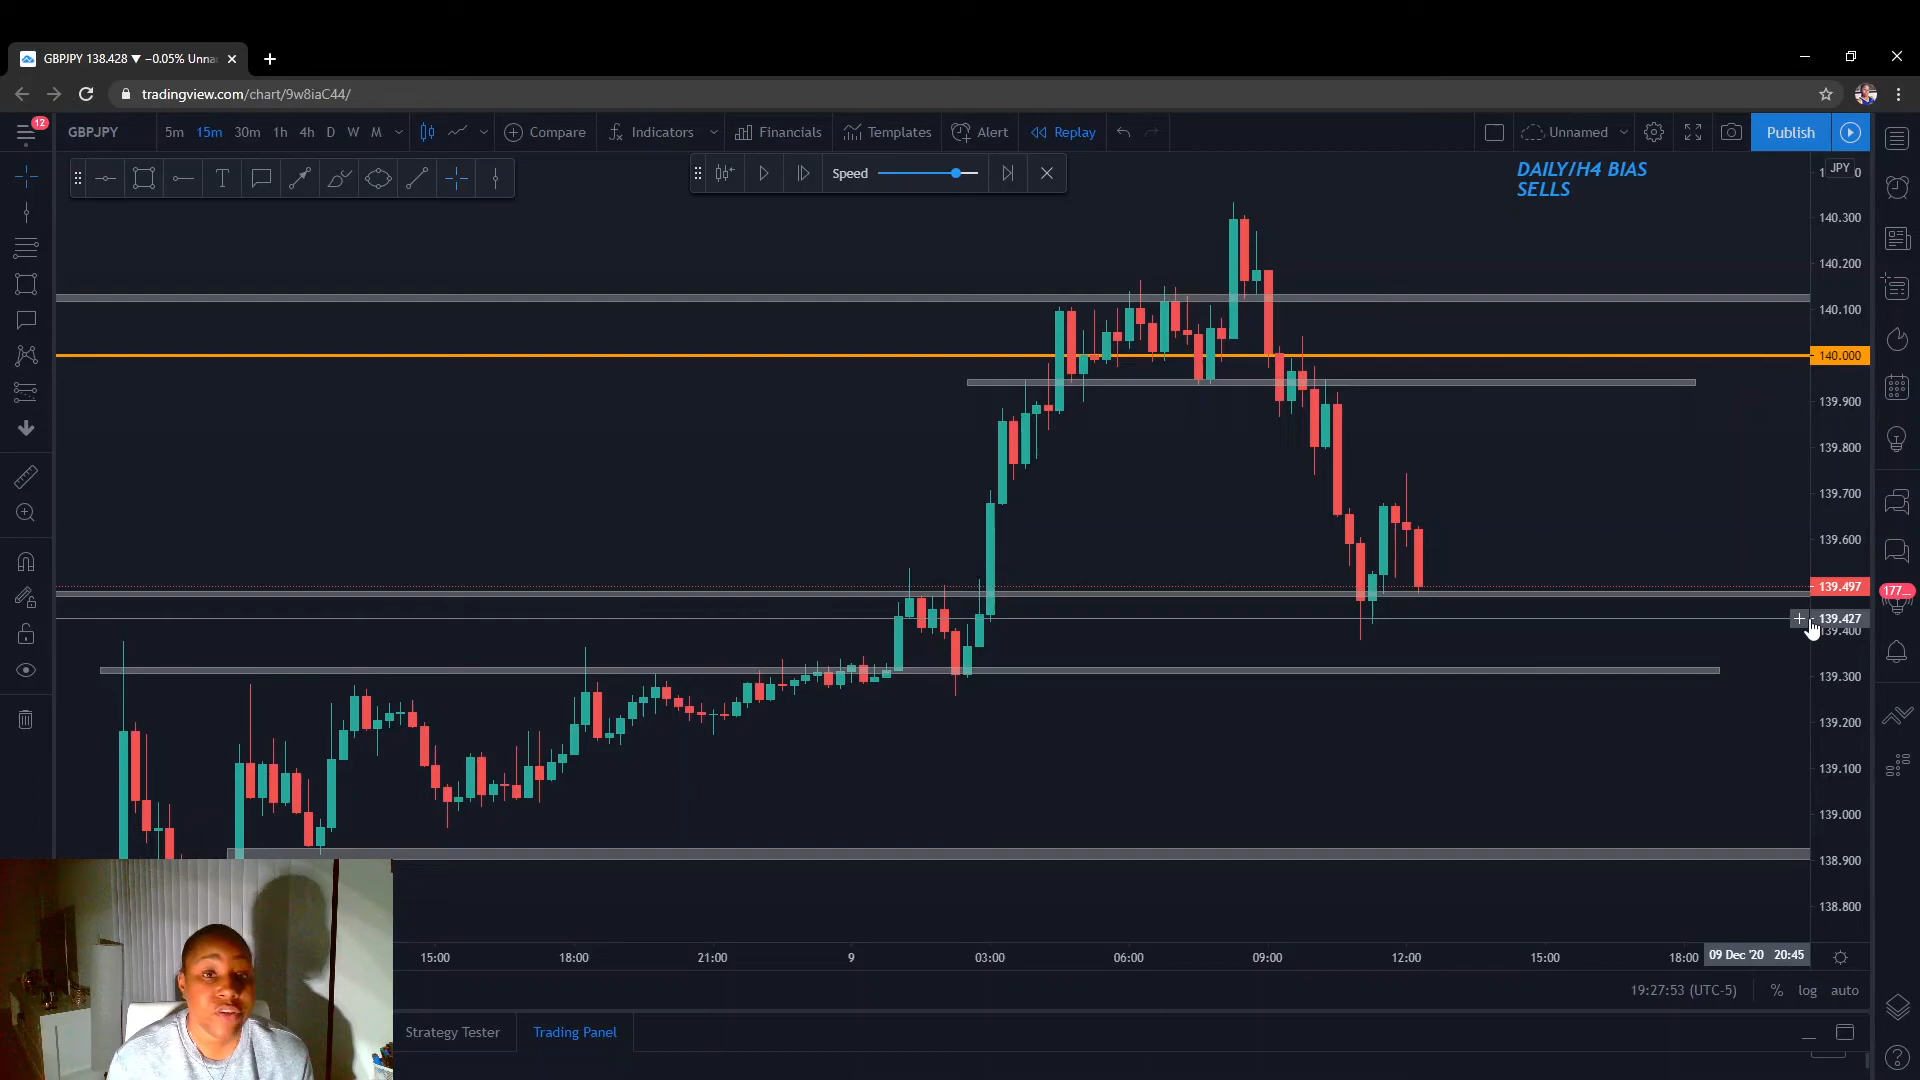 GBPJPY 138.428 ▼ −0.05% Unna
tradingview.com/chart/9w8iaC44/
12
GBPJPY 5m 15m 30m 1h 4h D W M Compare Indicators Financials Templates Alert Replay Unnamed Publish
Speed
DAILY/H4 BIAS
SELLS
JPY
140.300
140.200
140.100
140.000
139.900
139.800
139.700
139.600
139.497
177...
139.427
139.400
139.300
139.200
139.100
139.000
138.900
138.800
15:00 18:00 21:00 9 03:00 06:00 09:00 12:00 15:00 18:00 09 Dec '20 20:45
19:27:53 (UTC-5) % log auto
Strategy Tester Trading Panel